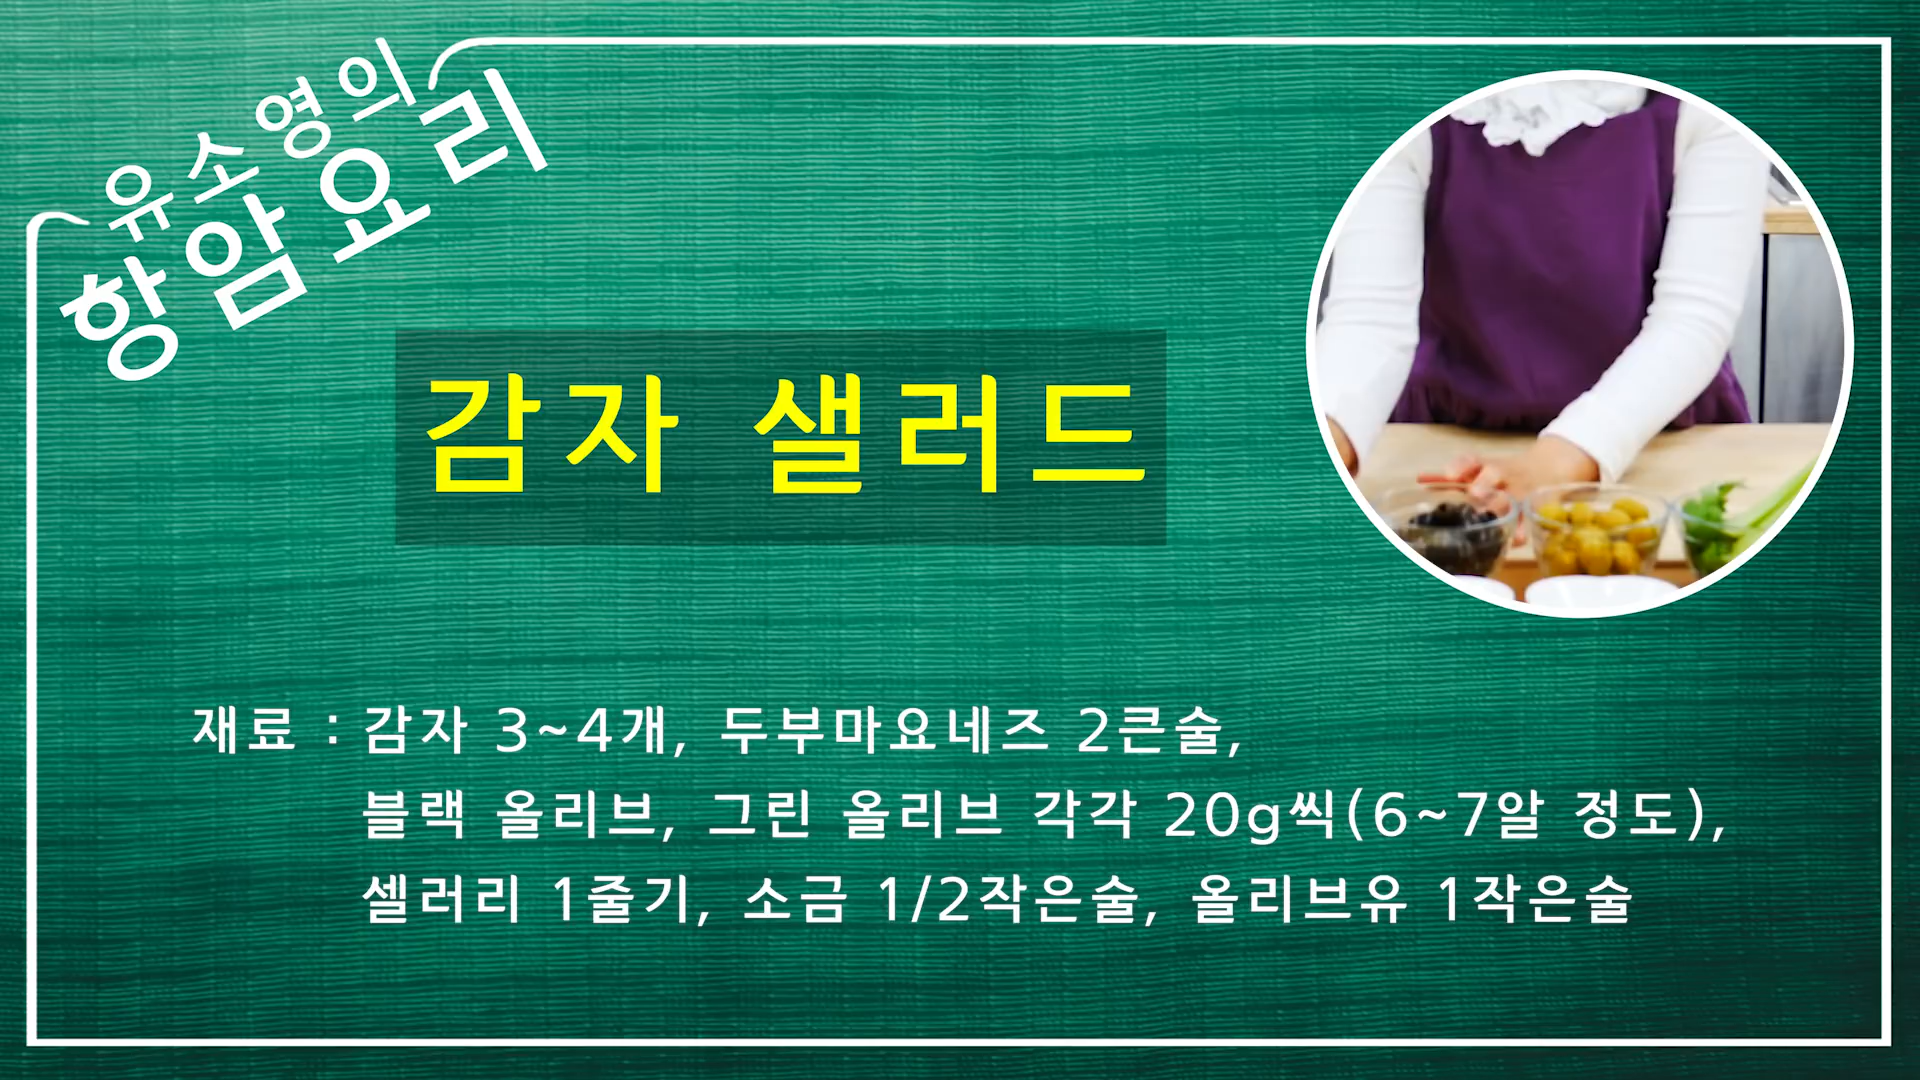 유소영의
항암요리
감자 샐러드
재료 : 감자 3~4개, 두부마요네즈 2큰술,
블랙 올리브, 그린 올리브 각각 20g씩(6~7알 정도),
셀러리 1줄기, 소금 1/2작은술, 올리브유 1작은술